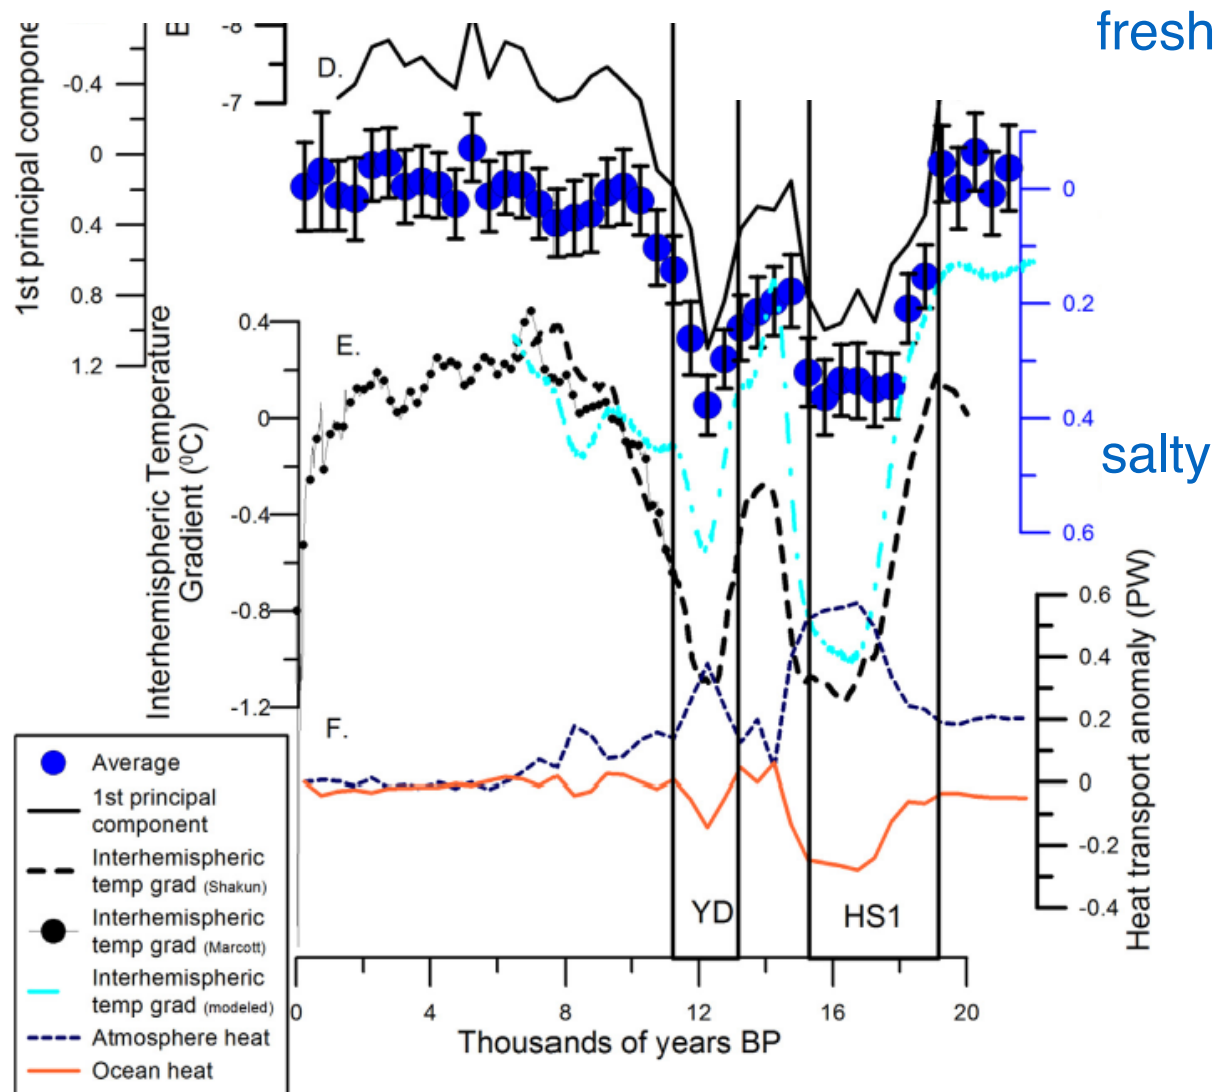 fresh
salty
1st principal compone
-0.4
0
0.4
0.8
1.2
-8
-7
D.
0
0.2
0.4
0.6
Interhemispheric Temperature
Gradient (⁰C)
0.4
0
-0.4
-0.8
-1.2
E.
F.
Heat transport anomaly (PW)
0.6
0.4
0.2
0
-0.2
-0.4
YD
HS1
0
4
8
12
16
20
Thousands of years BP
Average
1st principal
component
Interhemispheric
temp grad (Shakun)
Interhemispheric
temp grad (Marcott)
Interhemispheric
temp grad (modeled)
Atmosphere heat
Ocean heat